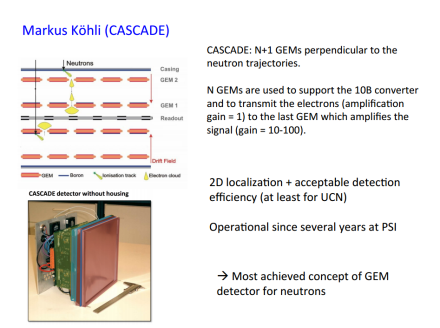 Markus Köhli (CASCADE)
Neutrons
Casing
GEM 2
GEM 1
Readout
Drift Field
GEM
Boron
Ionisation track
Electron cloud
CASCADE detector without housing
CASCADE: N+1 GEMs perpendicular to the
neutron trajectories.
N GEMs are used to support the 10B converter
and to transmit the electrons (amplification
gain = 1) to the last GEM which amplifies the
signal (gain = 10-100).
2D localization + acceptable detection
efficiency (at least for UCN)
Operational since several years at PSI
→ Most achieved concept of GEM
detector for neutrons